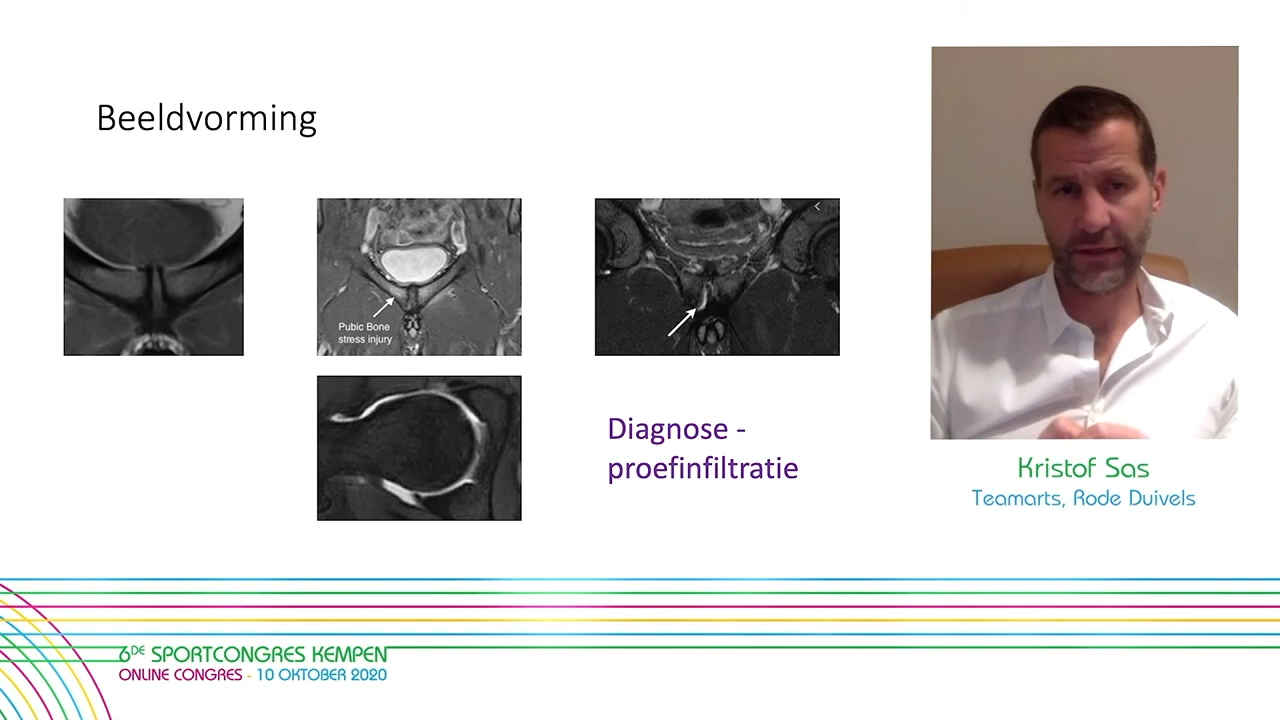 Beeldvorming
Pubic Bone
stress injury
<
Diagnose -
proefinfiltratie
Kristof Sas
Teamarts, Rode Duivels
6DE SPORTCONGRES KEMPEN
ONLINE CONGRES - 10 OKTOBER 2020